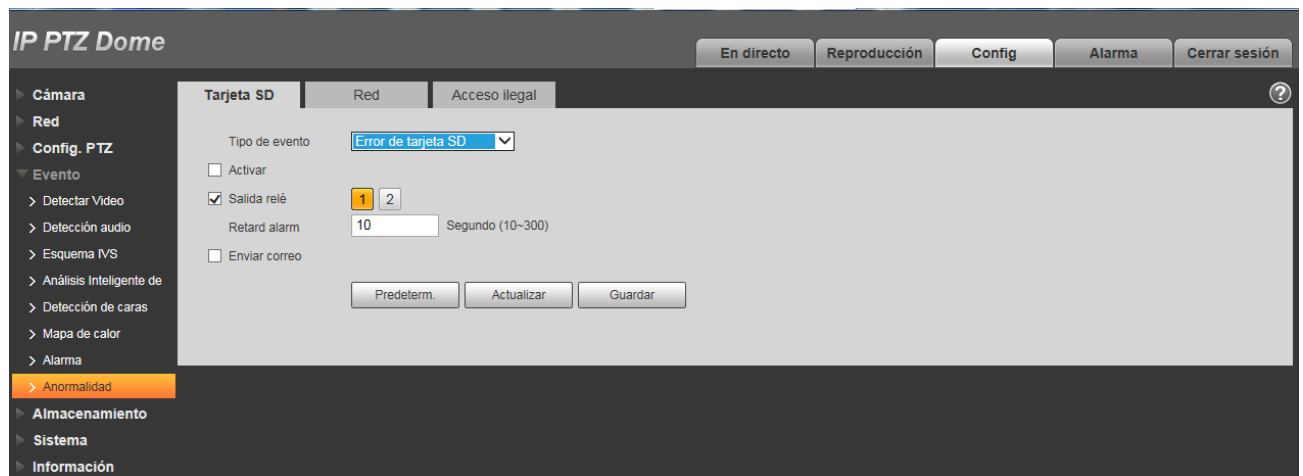 IP PTZ Dome
En directo
Reproducción
Config
Alarma
Cerrar sesión
Cámara
Red
Config. PTZ
Evento
Detectar Video
Detección audio
Esquema IVS
Análisis Inteligente de
Detección de caras
Mapa de calor
Alarma
Anormalidad
Almacenamiento
Sistema
Información
Tarjeta SD
Red
Acceso ilegal
?
Tipo de evento Error de tarjeta SD
Activar
Salida relé 1 2
Retard alarm 10 Segundo (10~300)
Enviar correo
Predeterm. Actualizar Guardar